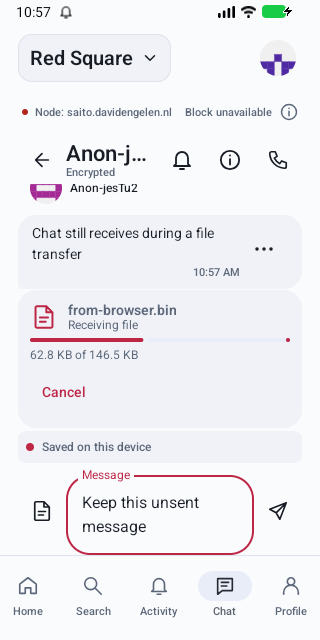 10:57
Red Square
Node: saito.davidengelen.nl Block unavailable
Anon-j...
Encrypted
Anon-jesTu2
Chat still receives during a file
transfer
10:57 AM
from-browser.bin
Receiving file
62.8 KB of 146.5 KB
Cancel
Saved on this device
Message
Keep this unsent
message
Home Search Activity Chat Profile